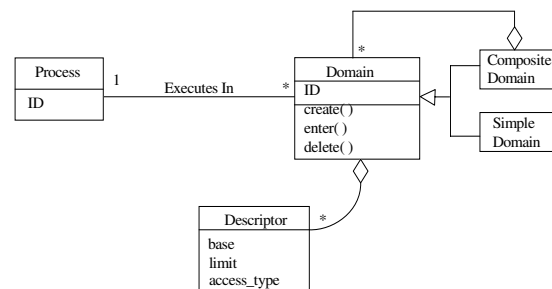 Process
ID
1
Executes In
*
*
Domain
ID
create( )
enter( )
delete( )
Composite
Domain
Simple
Domain
Descriptor
*
base
limit
access_type